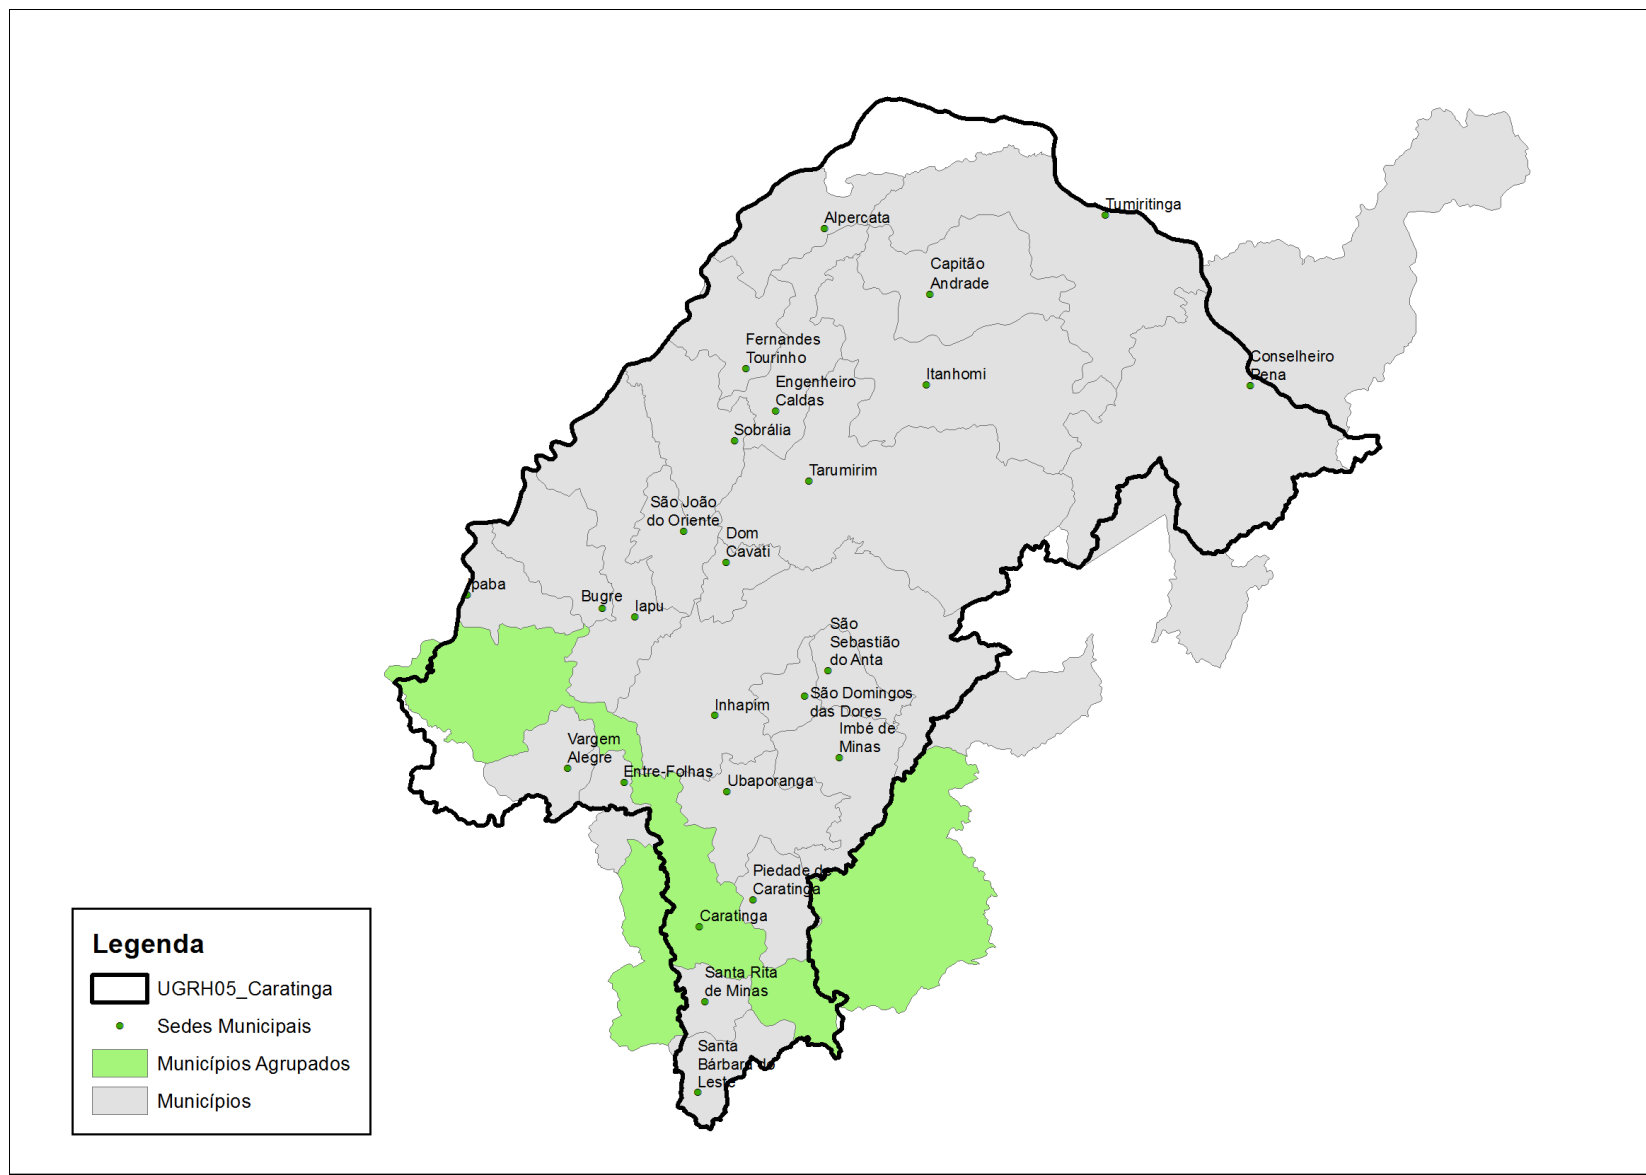 Tumiritinga
Alpercata
Capitão
Andrade
Fernandes
Tourinho
Conselheiro
Pena
Itanhomi
Engenheiro
Caldas
Sobrália
Tarumirim
São João
do Oriente
Dom
Cavati
Ipaba
Bugre
Iapu
São
Sebastião
do Anta
São Domingos
das Dores
Inhapim
Imbé de
Minas
Vargem
Alegre
Entre-Folhas
Ubaporanga
Piedade de
Caratinga
Caratinga
Santa Rita
de Minas
Santa
Bárbara do
Leste
Legenda
UGRH05_Caratinga
Sedes Municipais
Municípios Agrupados
Municípios